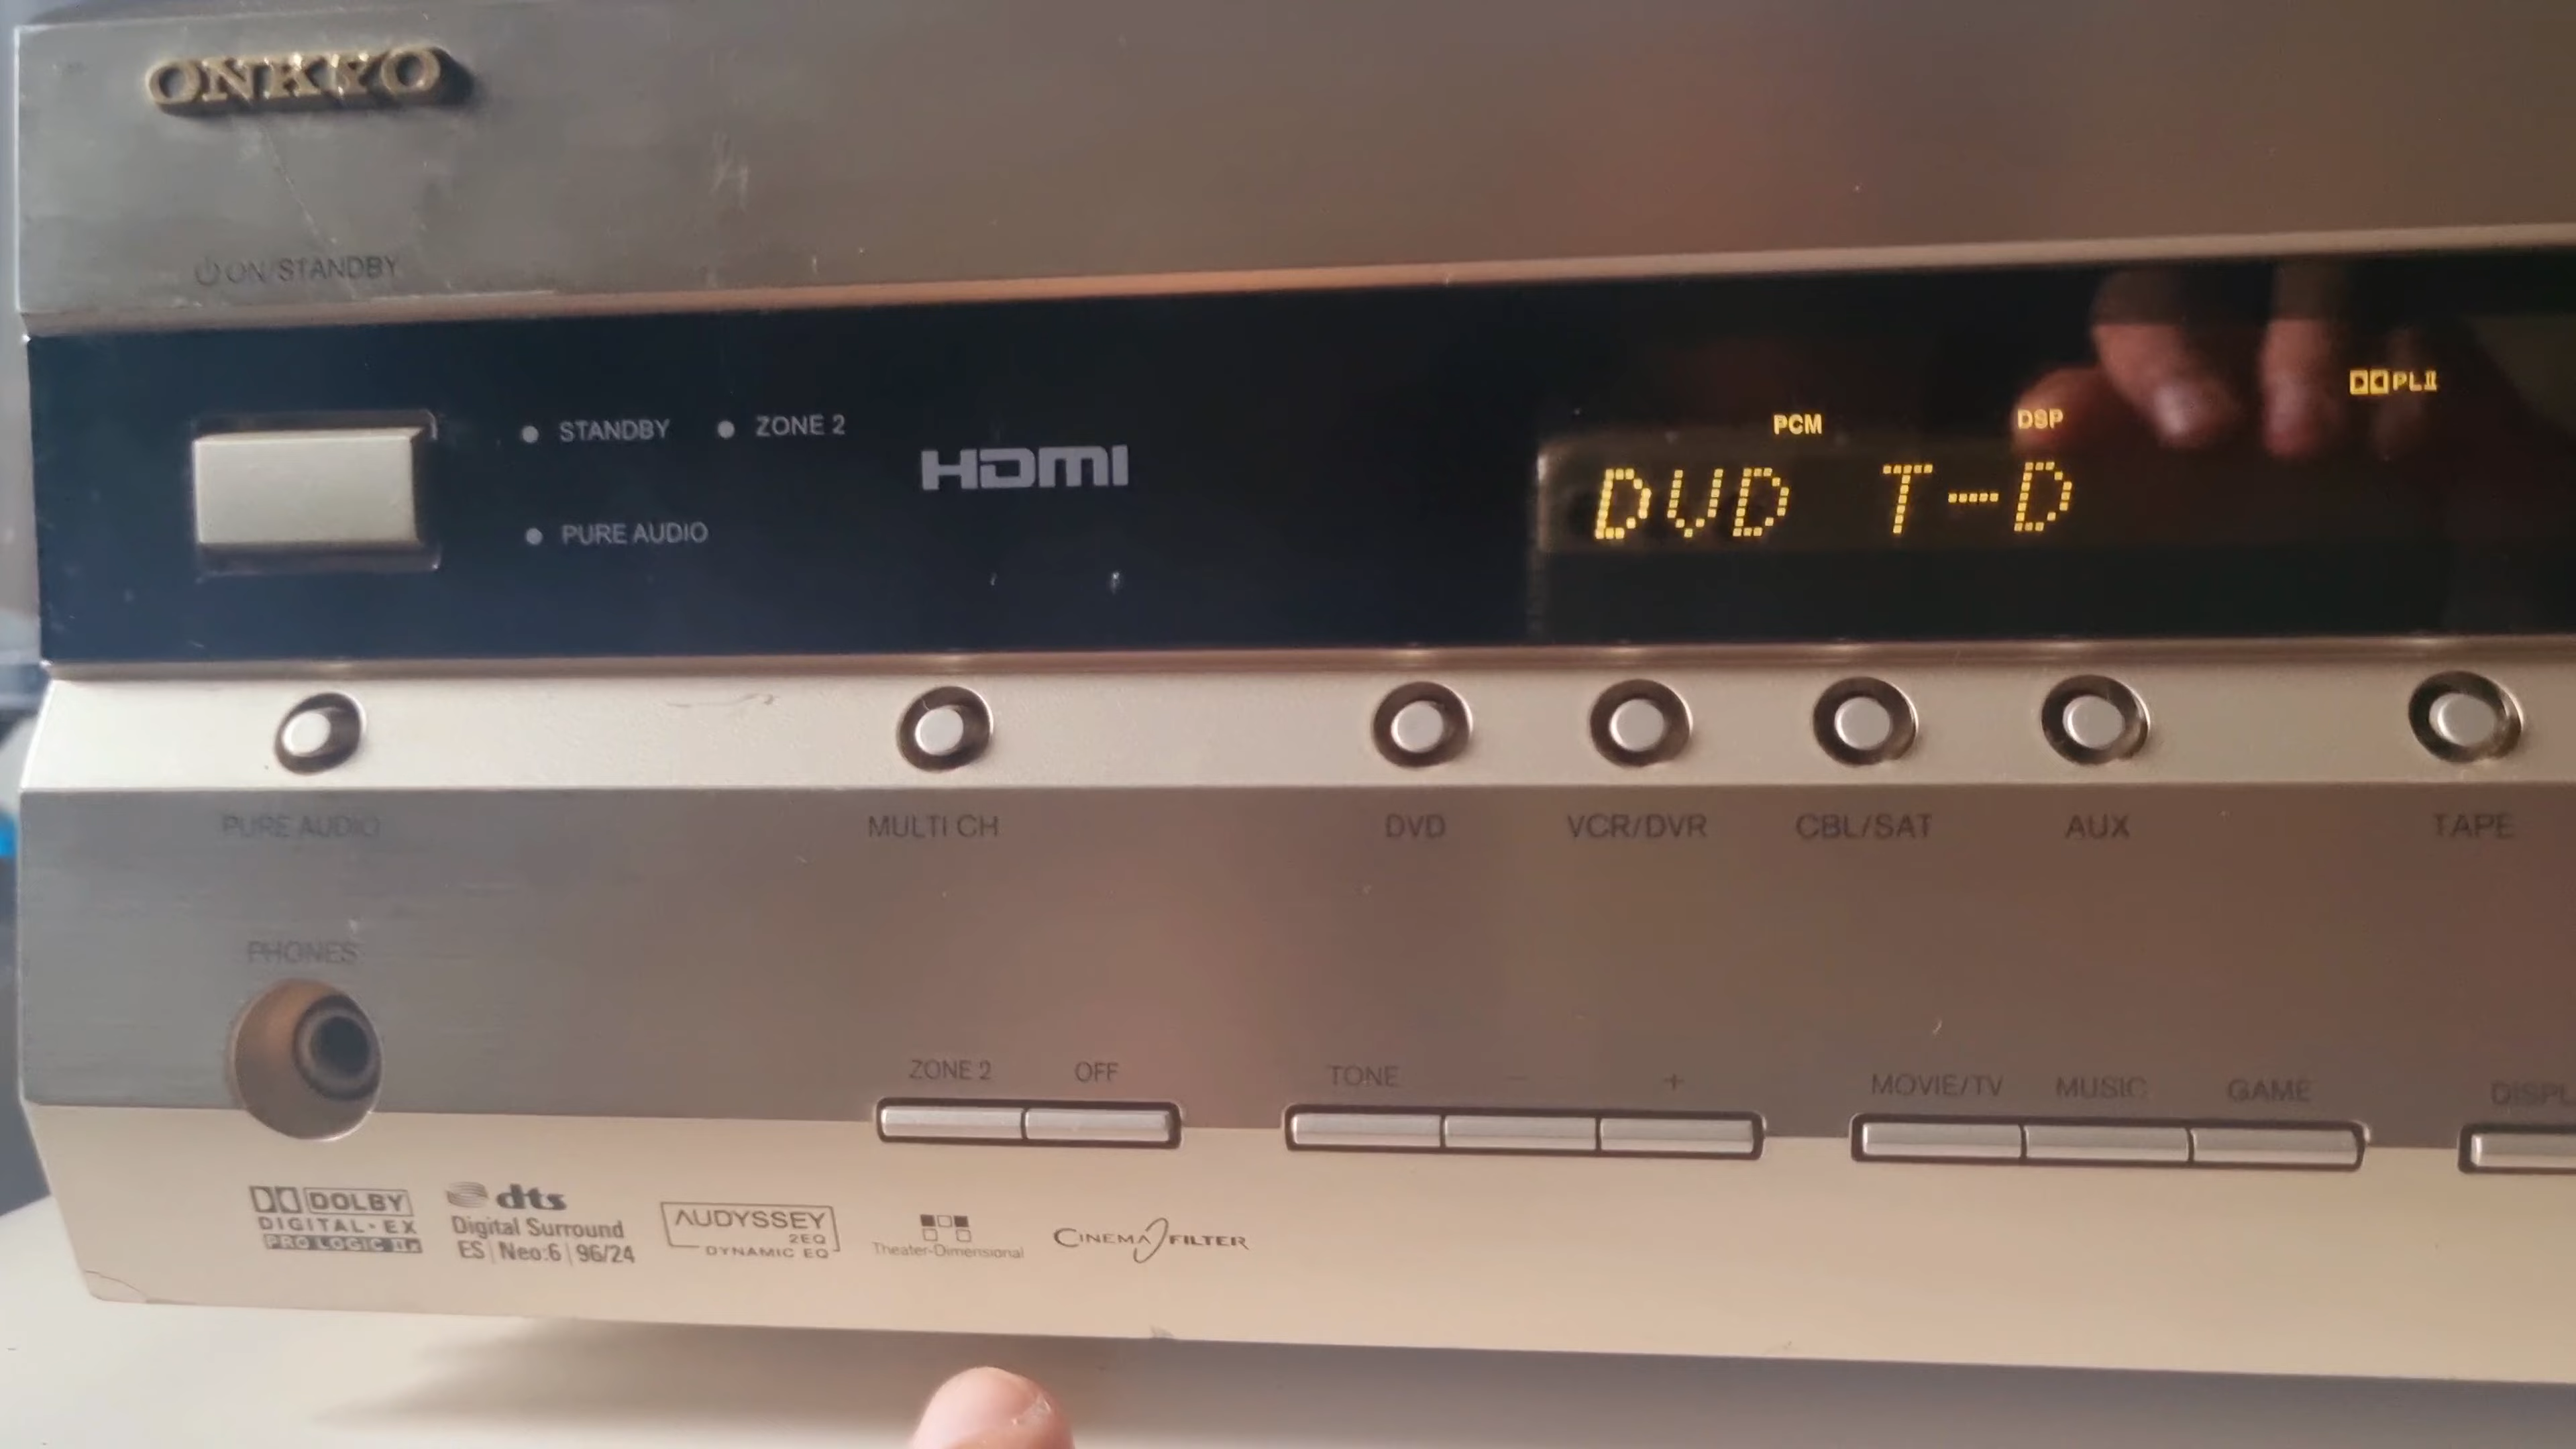 ONKYO
ON/STANDBY
STANDBY ZONE 2
PURE AUDIO
HDMI
PCM DSP PLII
DVD T-D
PURE AUDIO MULTI CH DVD VCR/DVR CBL/SAT AUX TAPE
PHONES
ZONE 2 OFF TONE - + MOVIE/TV MUSIC GAME DISPL
DOLBY
DIGITAL·EX
PRO LOGIC IIx
dts
Digital Surround
ES | Neo:6 | 96/24
AUDYSSEY
2EQ
DYNAMIC EQ
Theater-Dimensional
CINEMA FILTER